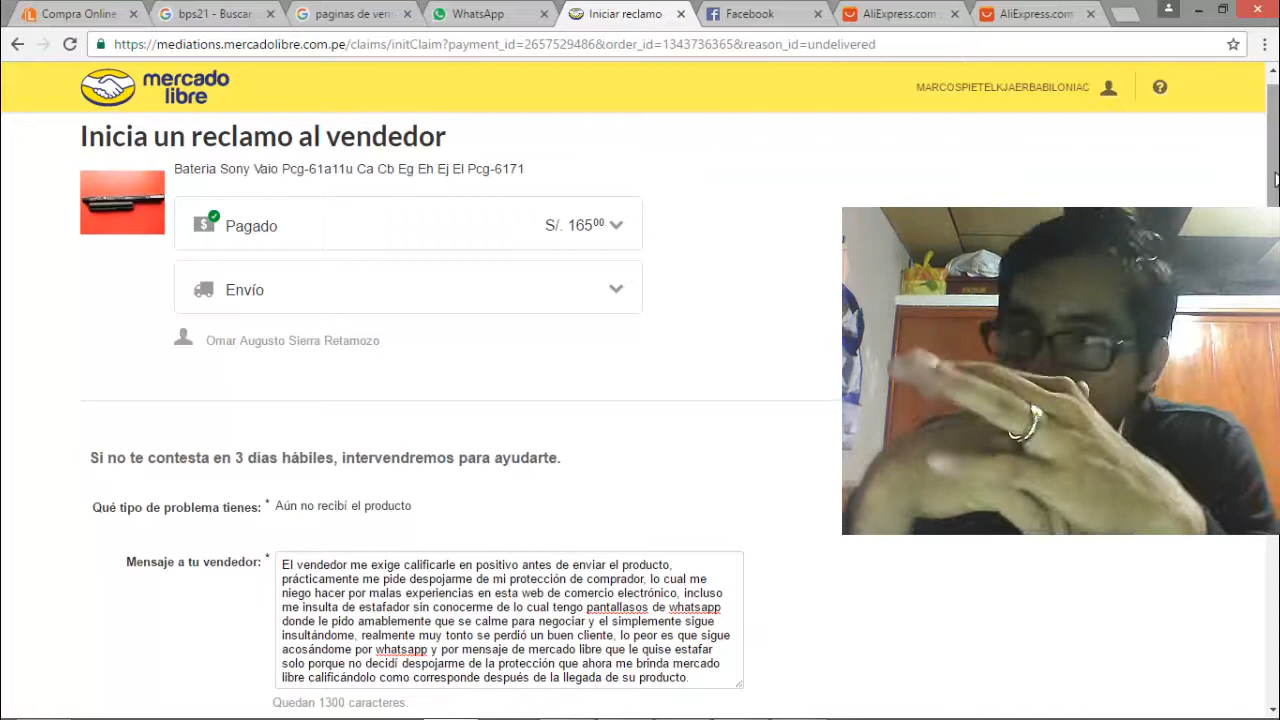 Compra Online
bps21 - Buscar
paginas de ven
WhatsApp
Iniciar reclamo
Facebook
AliExpress.com
AliExpress.com
https://mediations.mercadolibre.com.pe/claims/initClaim?payment_id=2657529486&order_id=1343736365&reason_id=undelivered
mercado
libre
MARCOSPIETELKJAERBABILONIAC
Inicia un reclamo al vendedor
Bateria Sony Vaio Pcg-61a11u Ca Cb Eg Eh Ej El Pcg-6171
Pagado S/. 165⁰⁰
Envío
Omar Augusto Sierra Retamozo
Si no te contesta en 3 días hábiles, intervendremos para ayudarte.
Qué tipo de problema tienes: * Aún no recibí el producto
Mensaje a tu vendedor: *
El vendedor me exige calificarle en positivo antes de enviar el producto,
prácticamente me pide despojarme de mi protección de comprador, lo cual me
niego hacer por malas experiencias en esta web de comercio electrónico, incluso
me insulta de estafador sin conocerme de lo cual tengo pantallasos de whatsapp
donde le pido amablemente que se calme para negociar y el simplemente sigue
insultándome, realmente muy tonto se perdió un buen cliente, lo peor es que sigue
acosándome por whatsapp y por mensaje de mercado libre que le quise estafar
solo porque no decidí despojarme de la protección que ahora me brinda mercado
libre calificándolo como corresponde después de la llegada de su producto.
Quedan 1300 caracteres.